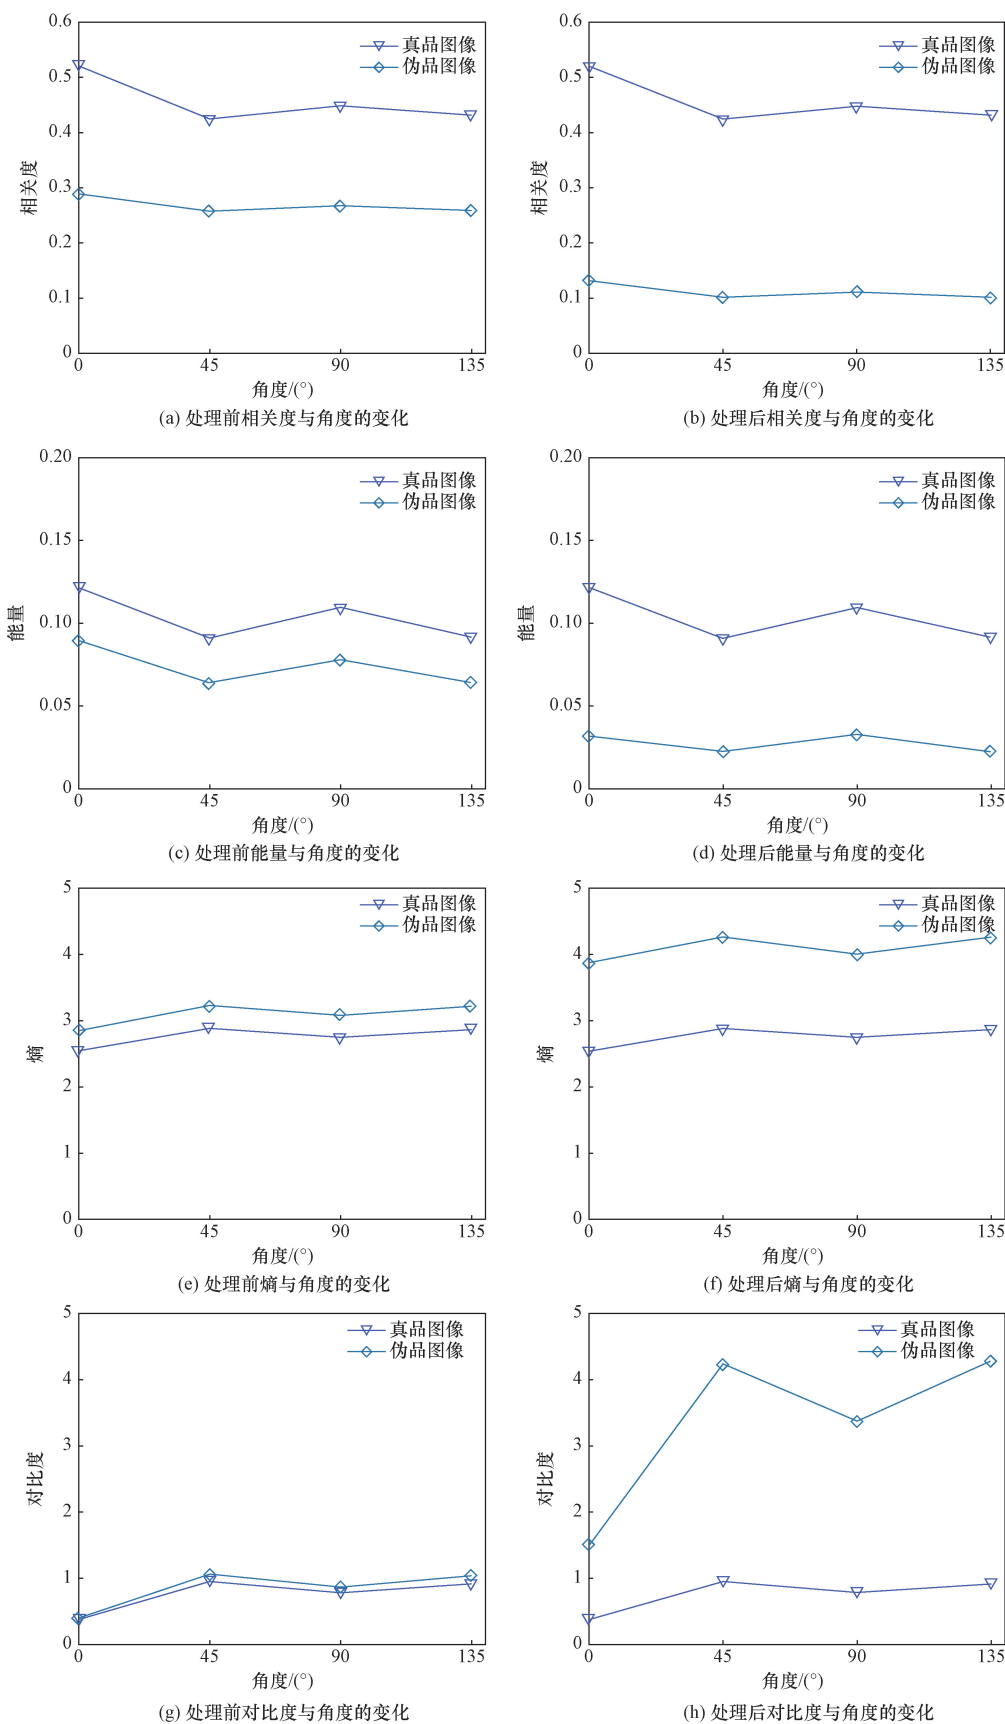 0.6
0.5
0.4
0.3
0.2
0.1
0
相关度
真品图像
伪品图像
0
45
90
135
角度/(°)
(a) 处理前相关度与角度的变化
0.6
0.5
0.4
0.3
0.2
0.1
0
相关度
真品图像
伪品图像
0
45
90
135
角度/(°)
(b) 处理后相关度与角度的变化
0.20
0.15
0.10
0.05
0
能量
真品图像
伪品图像
0
45
90
135
角度/(°)
(c) 处理前能量与角度的变化
0.20
0.15
0.10
0.05
0
能量
真品图像
伪品图像
0
45
90
135
角度/(°)
(d) 处理后能量与角度的变化
5
4
3
2
1
0
熵
真品图像
伪品图像
0
45
90
135
角度/(°)
(e) 处理前熵与角度的变化
5
4
3
2
1
0
熵
真品图像
伪品图像
0
45
90
135
角度/(°)
(f) 处理后熵与角度的变化
5
4
3
2
1
0
对比度
真品图像
伪品图像
0
45
90
135
角度/(°)
(g) 处理前对比度与角度的变化
5
4
3
2
1
0
对比度
真品图像
伪品图像
0
45
90
135
角度/(°)
(h) 处理后对比度与角度的变化